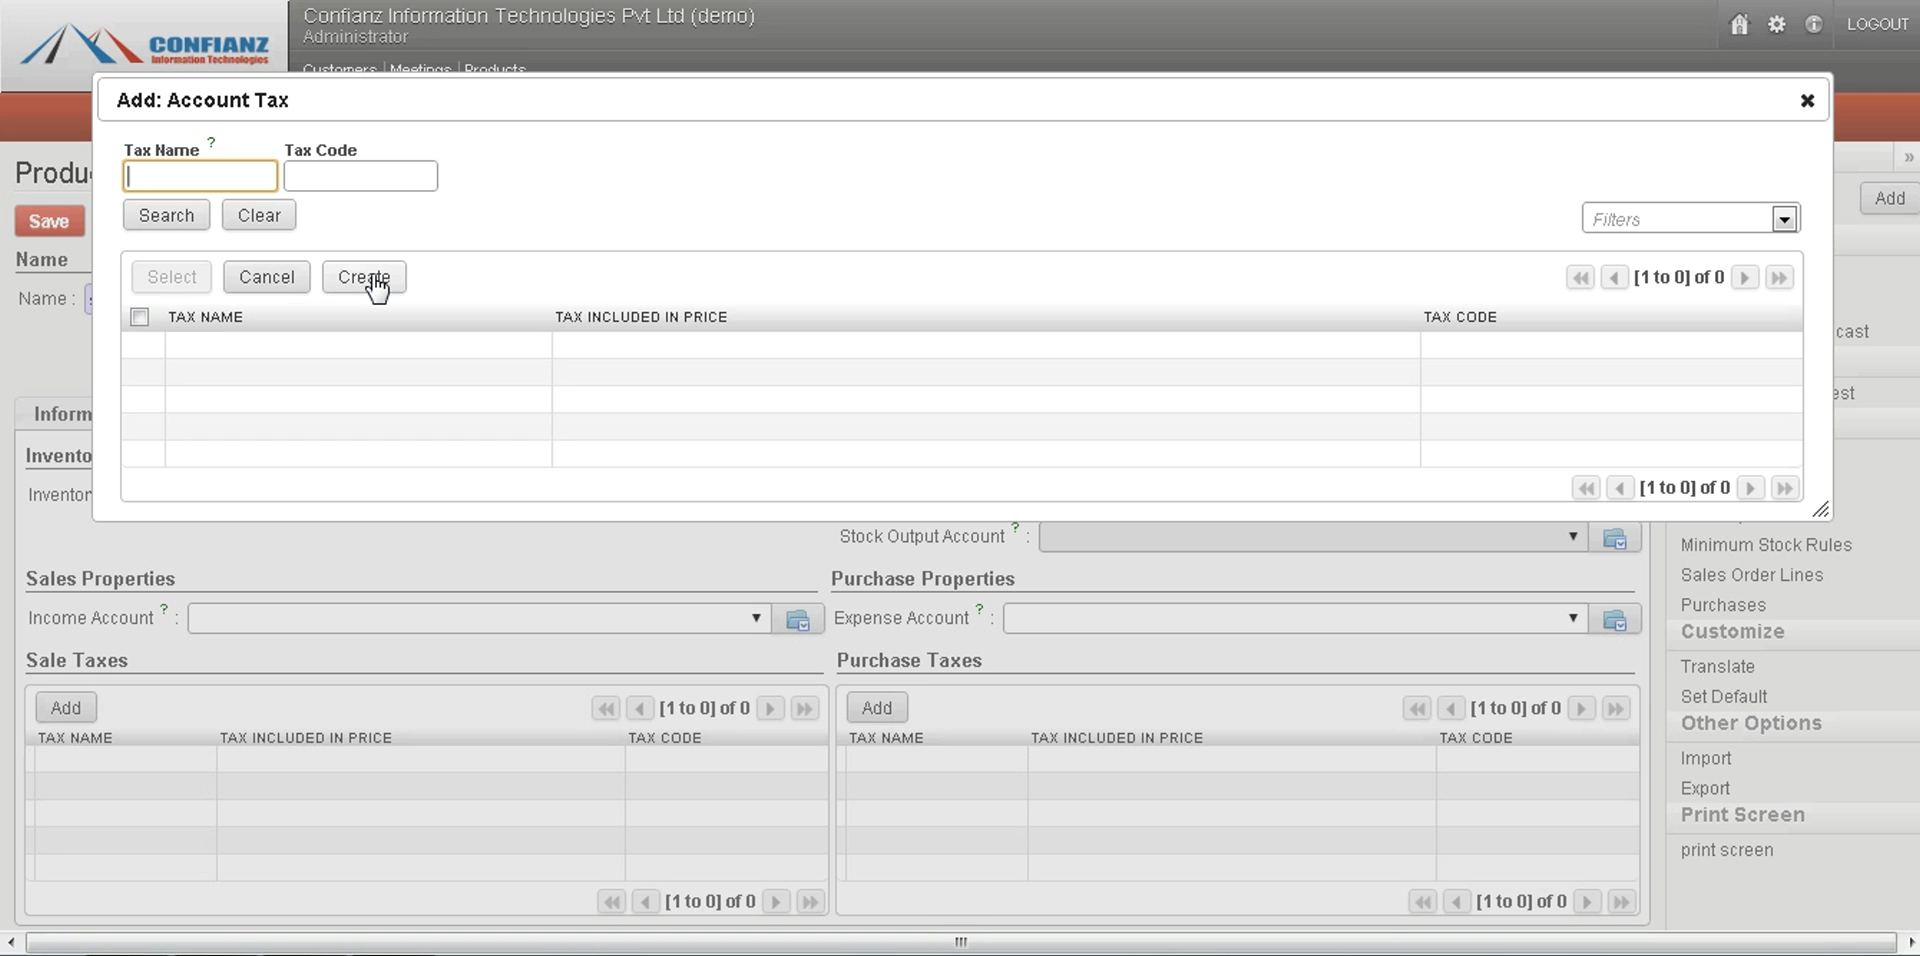 CONFIANZ
Information Technologies
Confianz Information Technologies Pvt Ltd (demo)
Administrator
Customers | Meetings | Products
LOGOUT
Add: Account Tax
Tax Name ? Tax Code
Search Clear
Filters
Select Cancel Create
[1 to 0] of 0
TAX NAME TAX INCLUDED IN PRICE TAX CODE
[1 to 0] of 0
Save
Name
Name :
Add
Stock Output Account ? :
Sales Properties
Purchase Properties
Income Account ? :
Expense Account ? :
Sale Taxes
Purchase Taxes
Add [1 to 0] of 0
TAX NAME TAX INCLUDED IN PRICE TAX CODE
[1 to 0] of 0
Add [1 to 0] of 0
TAX NAME TAX INCLUDED IN PRICE TAX CODE
[1 to 0] of 0
Minimum Stock Rules
Sales Order Lines
Purchases
Customize
Translate
Set Default
Other Options
Import
Export
Print Screen
print screen